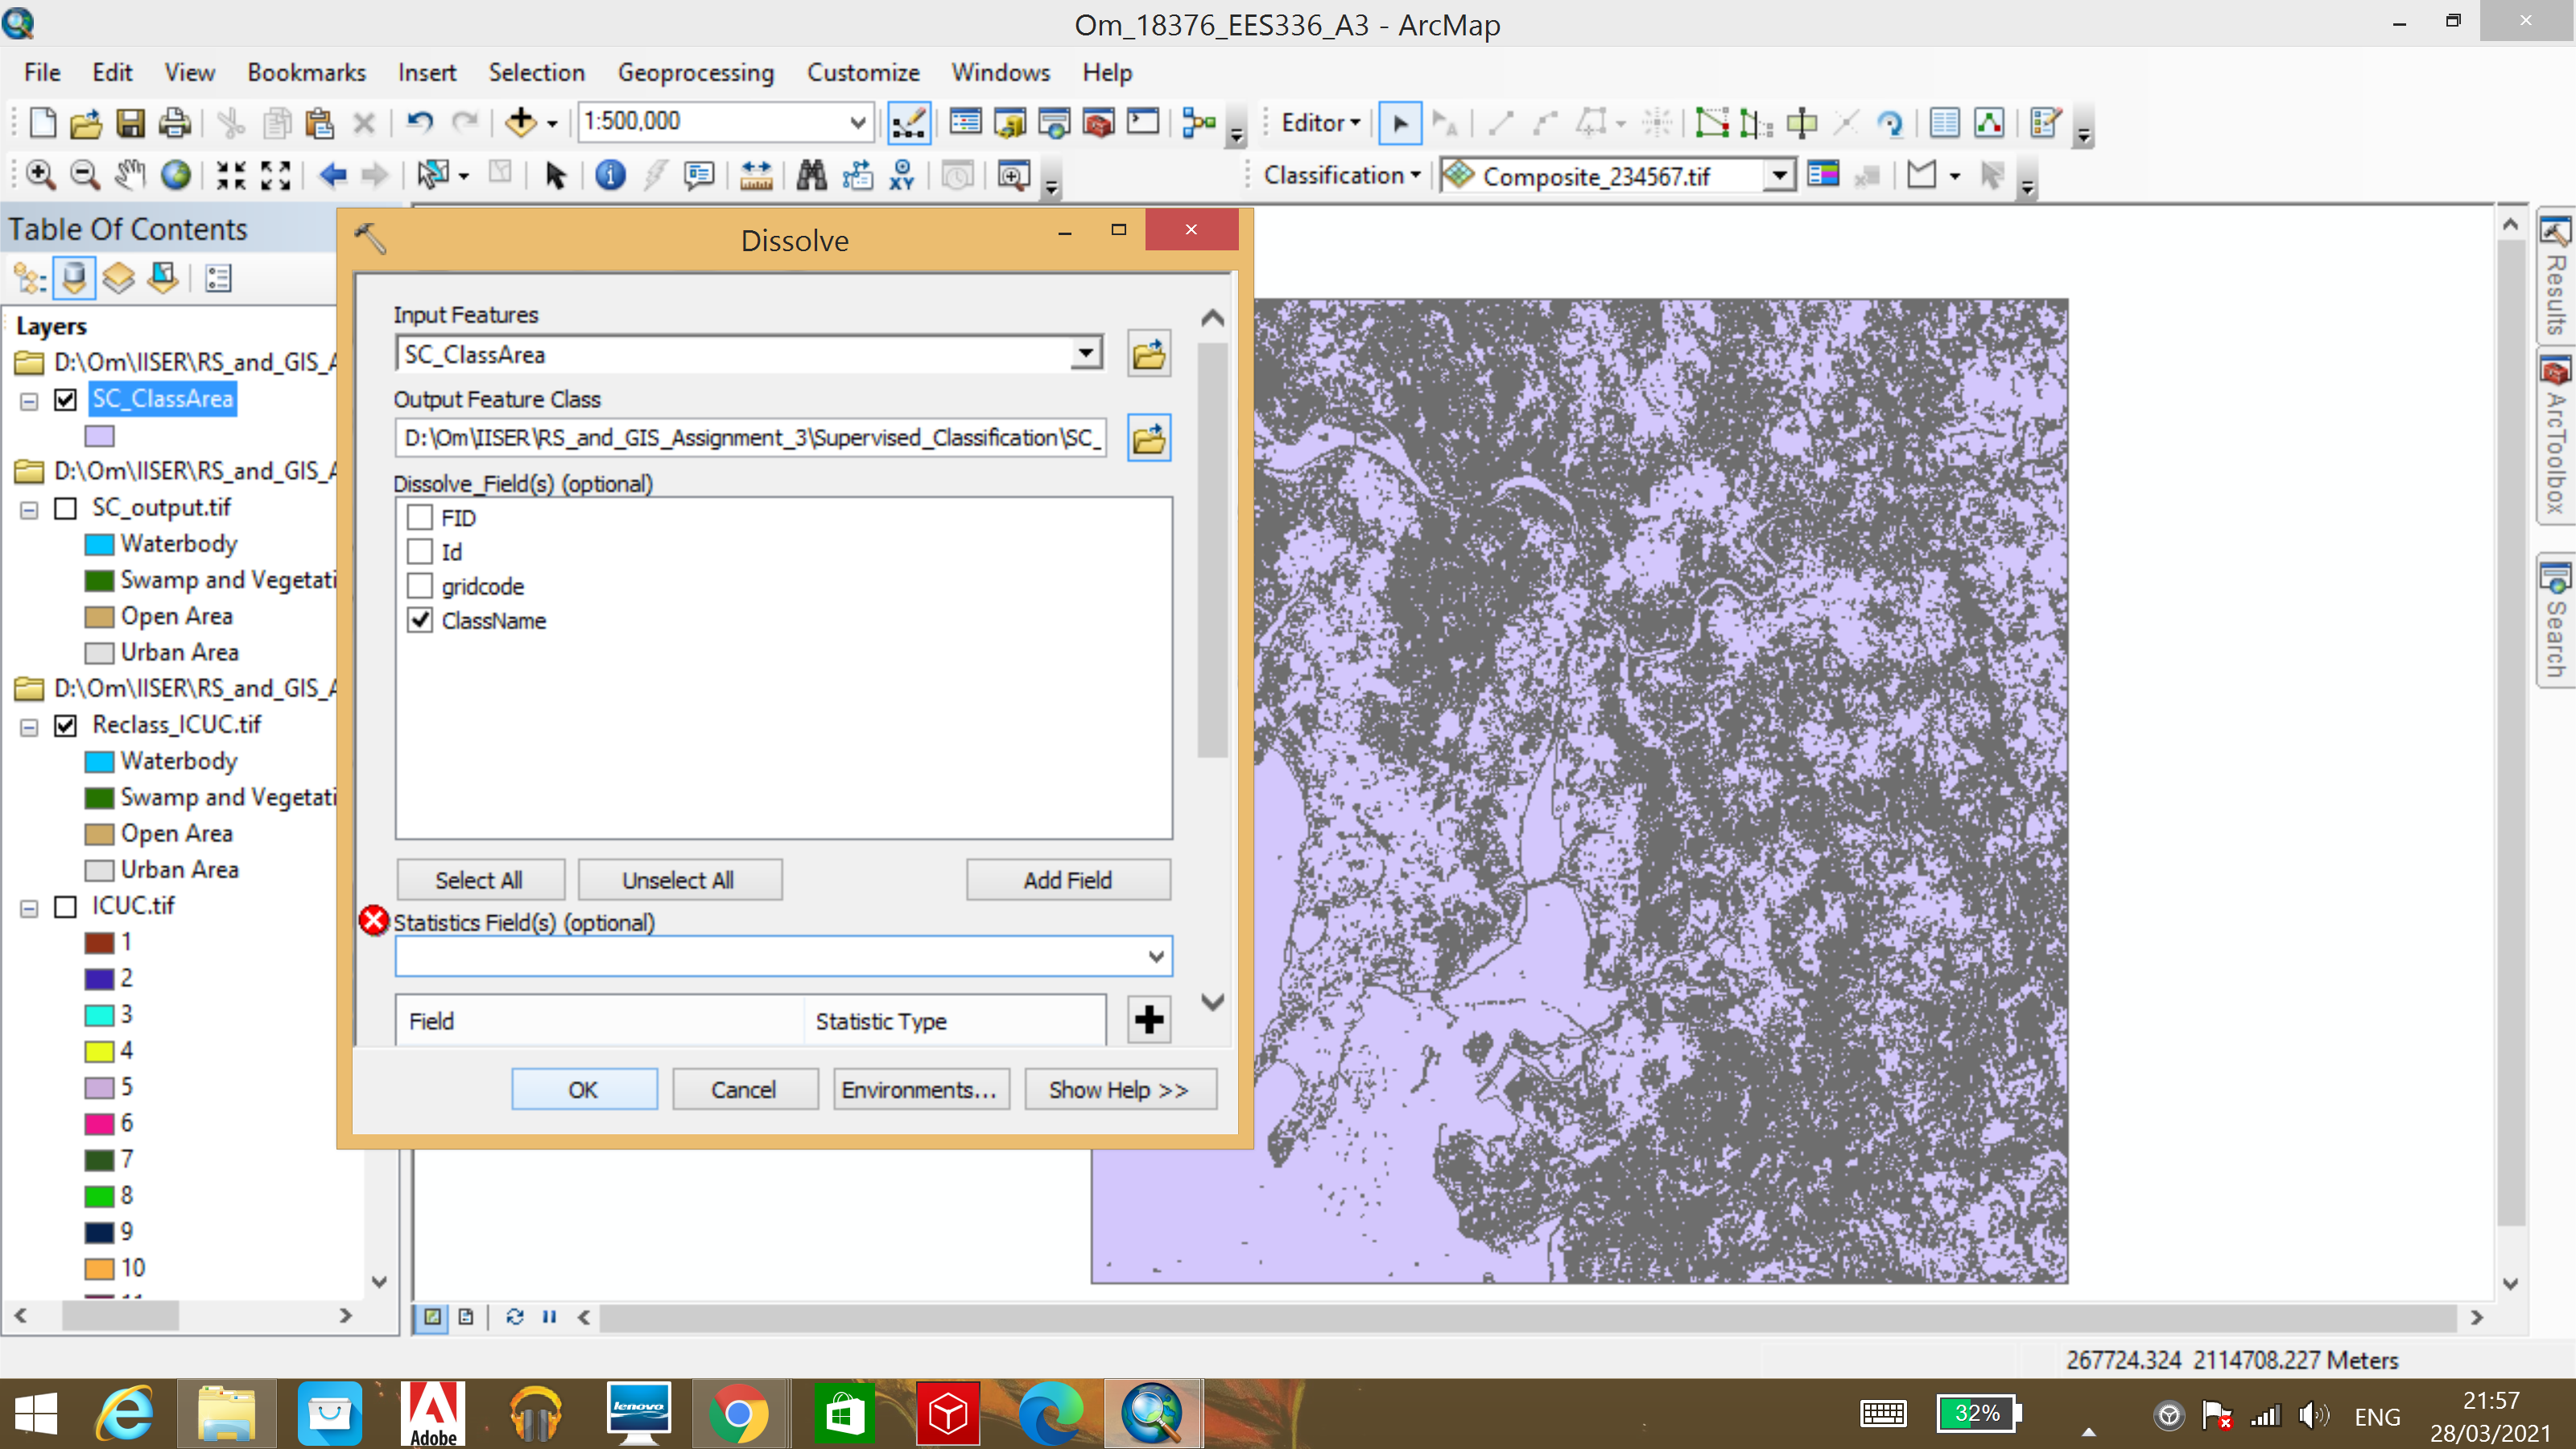 Om_18376_EES336_A3 - ArcMap
File Edit View Bookmarks Insert Selection Geoprocessing Customize Windows Help
1:500,000
Editor
XY
Classification
Composite_234567.tif
Table Of Contents
Layers
D:\Om\IISER\RS_and_GIS_A
SC_ClassArea
D:\Om\IISER\RS_and_GIS_A
SC_output.tif
Waterbody
Swamp and Vegetati
Open Area
Urban Area
D:\Om\IISER\RS_and_GIS_A
Reclass_ICUC.tif
Waterbody
Swamp and Vegetati
Open Area
Urban Area
ICUC.tif
1
2
3
4
5
6
7
8
9
10
Dissolve
Input Features
SC_ClassArea
Output Feature Class
D:\Om\IISER\RS_and_GIS_Assignment_3\Supervised_Classification\SC_
Dissolve_Field(s) (optional)
FID
Id
gridcode
ClassName
Select All Unselect All Add Field
Statistics Field(s) (optional)
Field Statistic Type
OK Cancel Environments... Show Help >>
Results
ArcToolbox
Search
267724.324 2114708.227 Meters
Adobe
lenovo
32%
ENG
21:57
28/03/2021